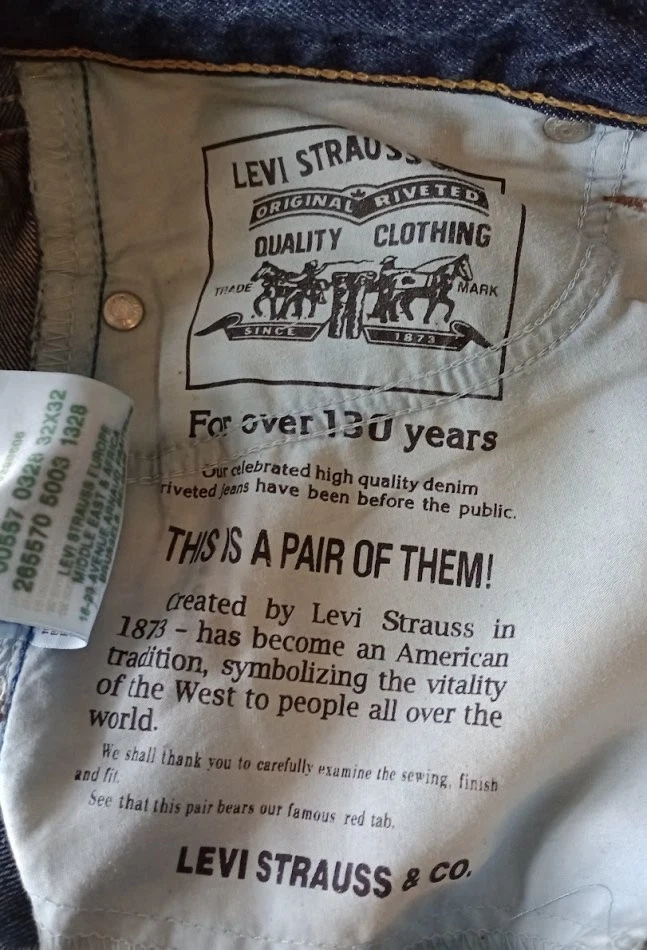 LEVI STRAUSS &
ORIGINAL RIVETED
QUALITY CLOTHING
TRADE MARK
SINCE 1873
For over 130 years
Our celebrated high quality denim
riveted jeans have been before the public.
THIS IS A PAIR OF THEM!
Created by Levi Strauss in
1873 – has become an American
tradition, symbolizing the vitality
of the West to people all over the
world.
We shall thank you to carefully examine the sewing, finish
and fit.
See that this pair bears our famous red tab.
LEVI STRAUSS & CO.
00557 0328 32X32
265570 5003 1328
LEVI STRAUSS EUROPE
MIDDLE EAST & AFRICA
AVENUE